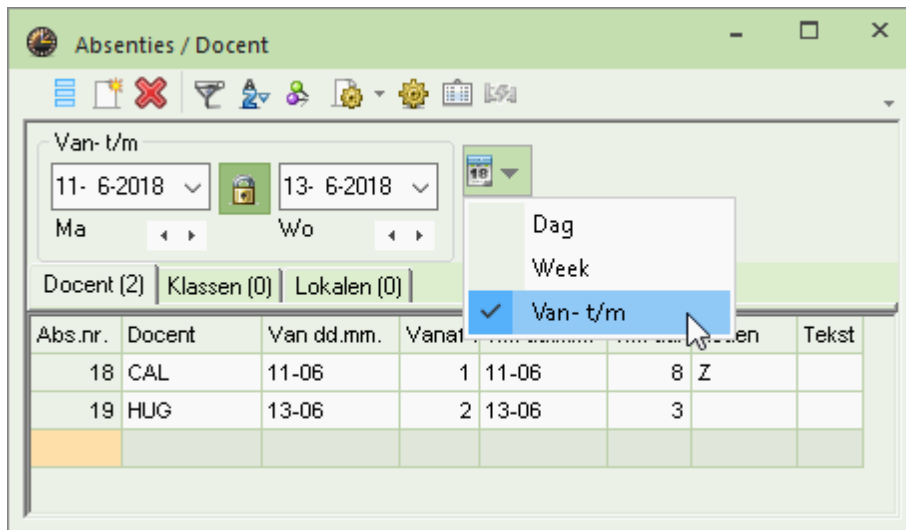 Absenties / Docent
Van- t/m
11- 6-2018
13- 6-2018
18
Ma
Wo
Dag
Week
Van- t/m
Docent (2) Klassen (0) Lokalen (0)
Abs.nr. Docent Van dd.mm. Tekst
18 CAL 11-06 1 11-06 8 Z
19 HUG 13-06 2 13-06 3